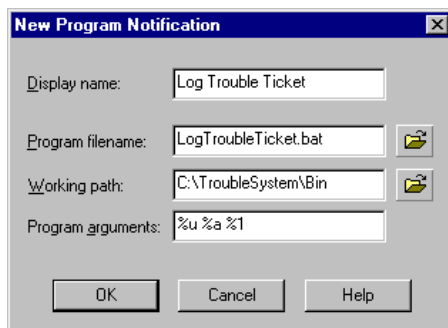 New Program Notification
Display name: Log Trouble Ticket
Program filename: LogTroubleTicket.bat
Working path: C:\TroubleSystem\Bin
Program arguments: %u %a %1
OK Cancel Help